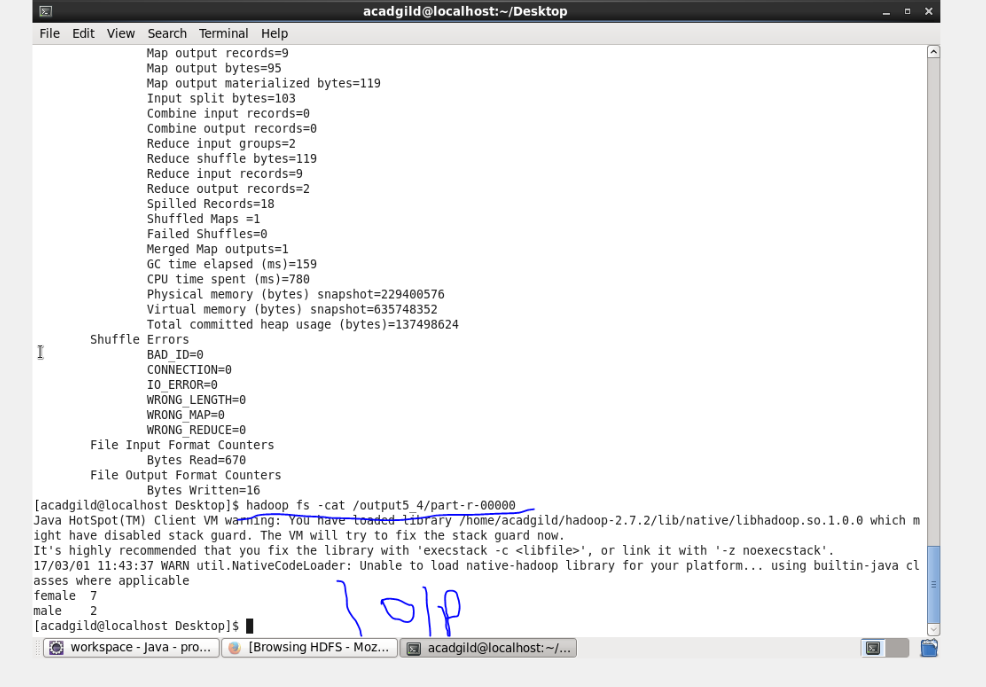 acadgild@localhost:~/Desktop
File Edit View Search Terminal Help
Map output records=9
Map output bytes=95
Map output materialized bytes=119
Input split bytes=103
Combine input records=0
Combine output records=0
Reduce input groups=2
Reduce shuffle bytes=119
Reduce input records=9
Reduce output records=2
Spilled Records=18
Shuffled Maps =1
Failed Shuffles=0
Merged Map outputs=1
GC time elapsed (ms)=159
CPU time spent (ms)=780
Physical memory (bytes) snapshot=229400576
Virtual memory (bytes) snapshot=635748352
Total committed heap usage (bytes)=137498624
Shuffle Errors
BAD_ID=0
CONNECTION=0
IO_ERROR=0
WRONG_LENGTH=0
WRONG_MAP=0
WRONG_REDUCE=0
File Input Format Counters
Bytes Read=670
File Output Format Counters
Bytes Written=16
[acadgild@localhost Desktop]$ hadoop fs -cat /output5_4/part-r-00000
Java HotSpot(TM) Client VM warning: You have loaded library /home/acadgild/hadoop-2.7.2/lib/native/libhadoop.so.1.0.0 which m
ight have disabled stack guard. The VM will try to fix the stack guard now.
It's highly recommended that you fix the library with 'execstack -c <libfile>', or link it with '-z noexecstack'.
17/03/01 11:43:37 WARN util.NativeCodeLoader: Unable to load native-hadoop library for your platform... using builtin-java cl
asses where applicable
female 7
male 2
[acadgild@localhost Desktop]$
workspace - Java - pro... [Browsing HDFS - Moz... acadgild@localhost:~/...